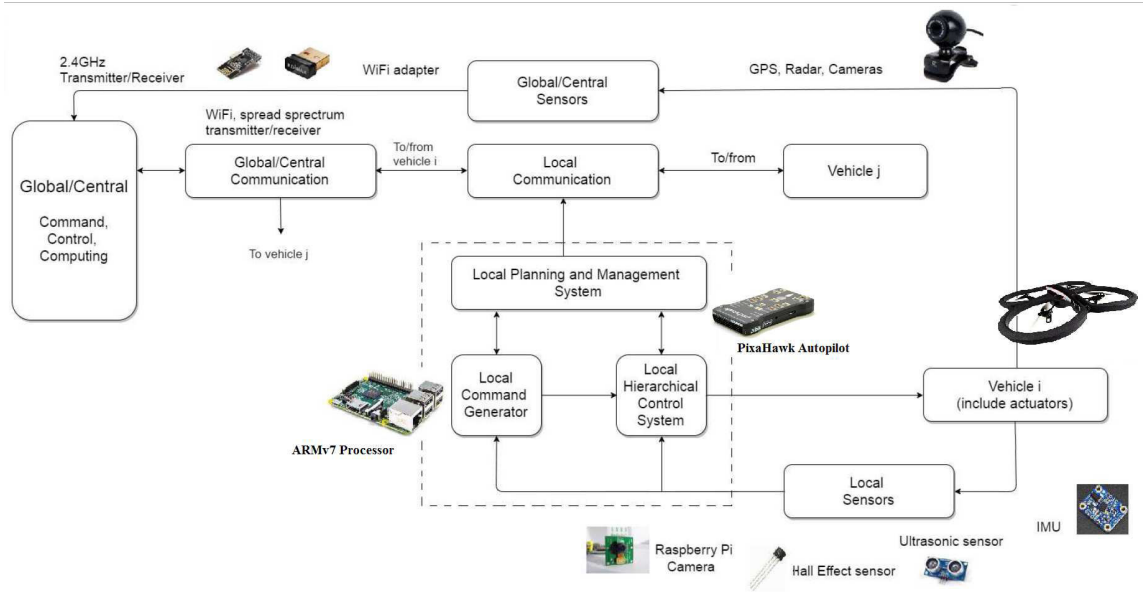 2.4GHz
Transmitter/Receiver
WiFi adapter
Global/Central
Sensors
GPS, Radar, Cameras
WiFi, spread spectrum
transmitter/receiver
Global/Central
Command,
Control,
Computing
Global/Central
Communication
To/from
vehicle i
Local
Communication
To/from
Vehicle j
To vehicle j
Local Planning and Management
System
PixaHawk Autopilot
Local
Command
Generator
Local
Hierarchical
Control
System
Vehicle i
(include actuators)
ARMv7 Processor
Local
Sensors
IMU
Raspberry Pi
Camera
Hall Effect sensor
Ultrasonic sensor